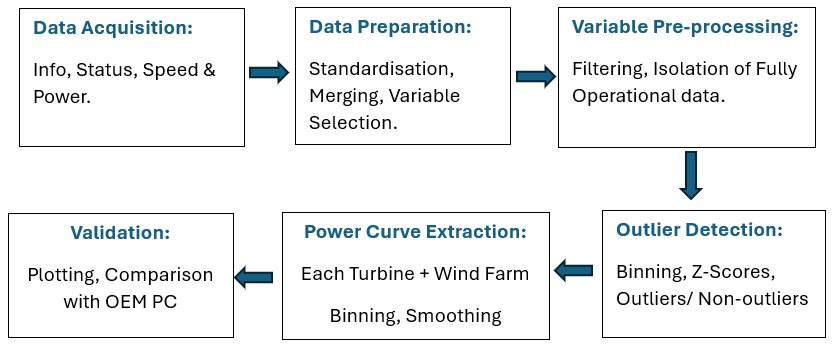 Data Acquisition:
Info, Status, Speed &
Power.
Data Preparation:
Standardisation,
Merging, Variable
Selection.
Variable Pre-processing:
Filtering, Isolation of Fully
Operational data.
Outlier Detection:
Binning, Z-Scores,
Outliers/ Non-outliers
Power Curve Extraction:
Each Turbine + Wind Farm
Binning, Smoothing
Validation:
Plotting, Comparison
with OEM PC